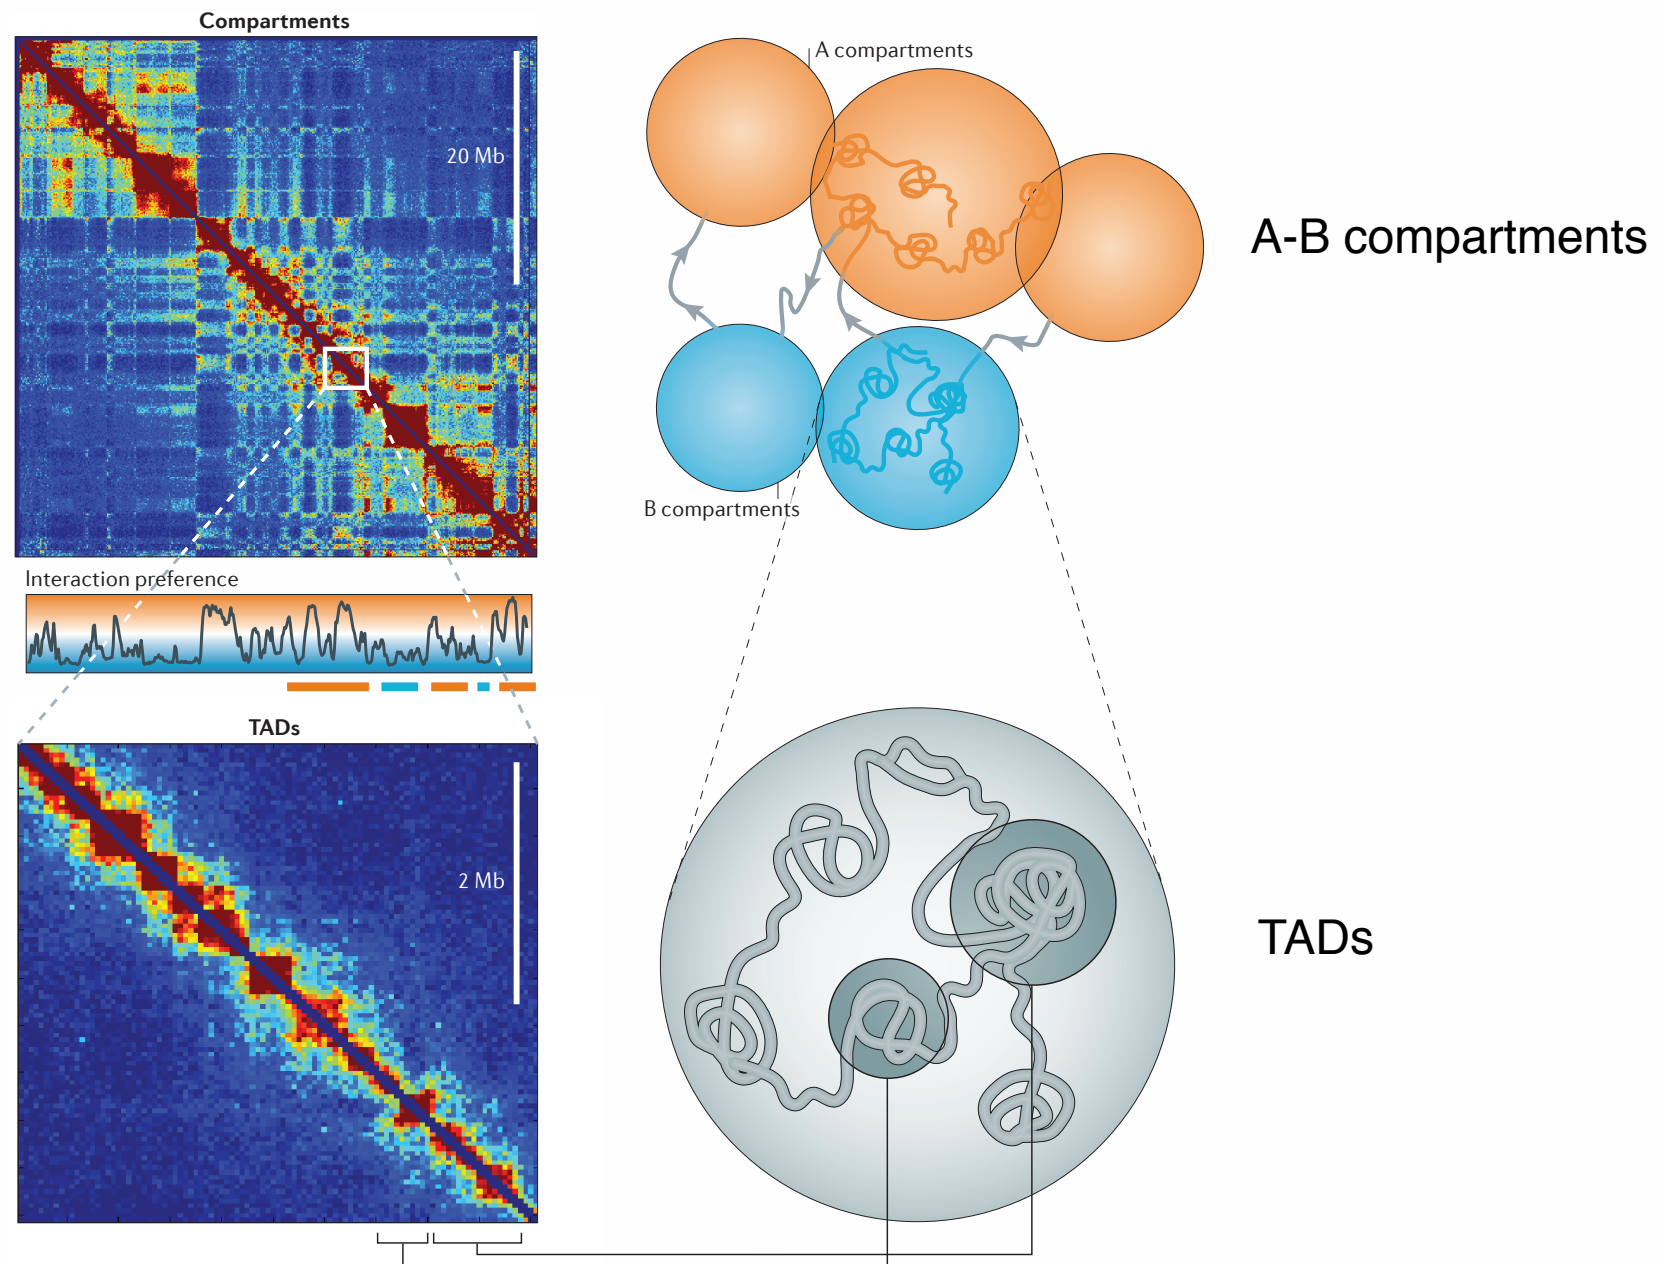 Compartments
20 Mb
A compartments
A-B compartments
B compartments
Interaction preference
TADs
2 Mb
TADs